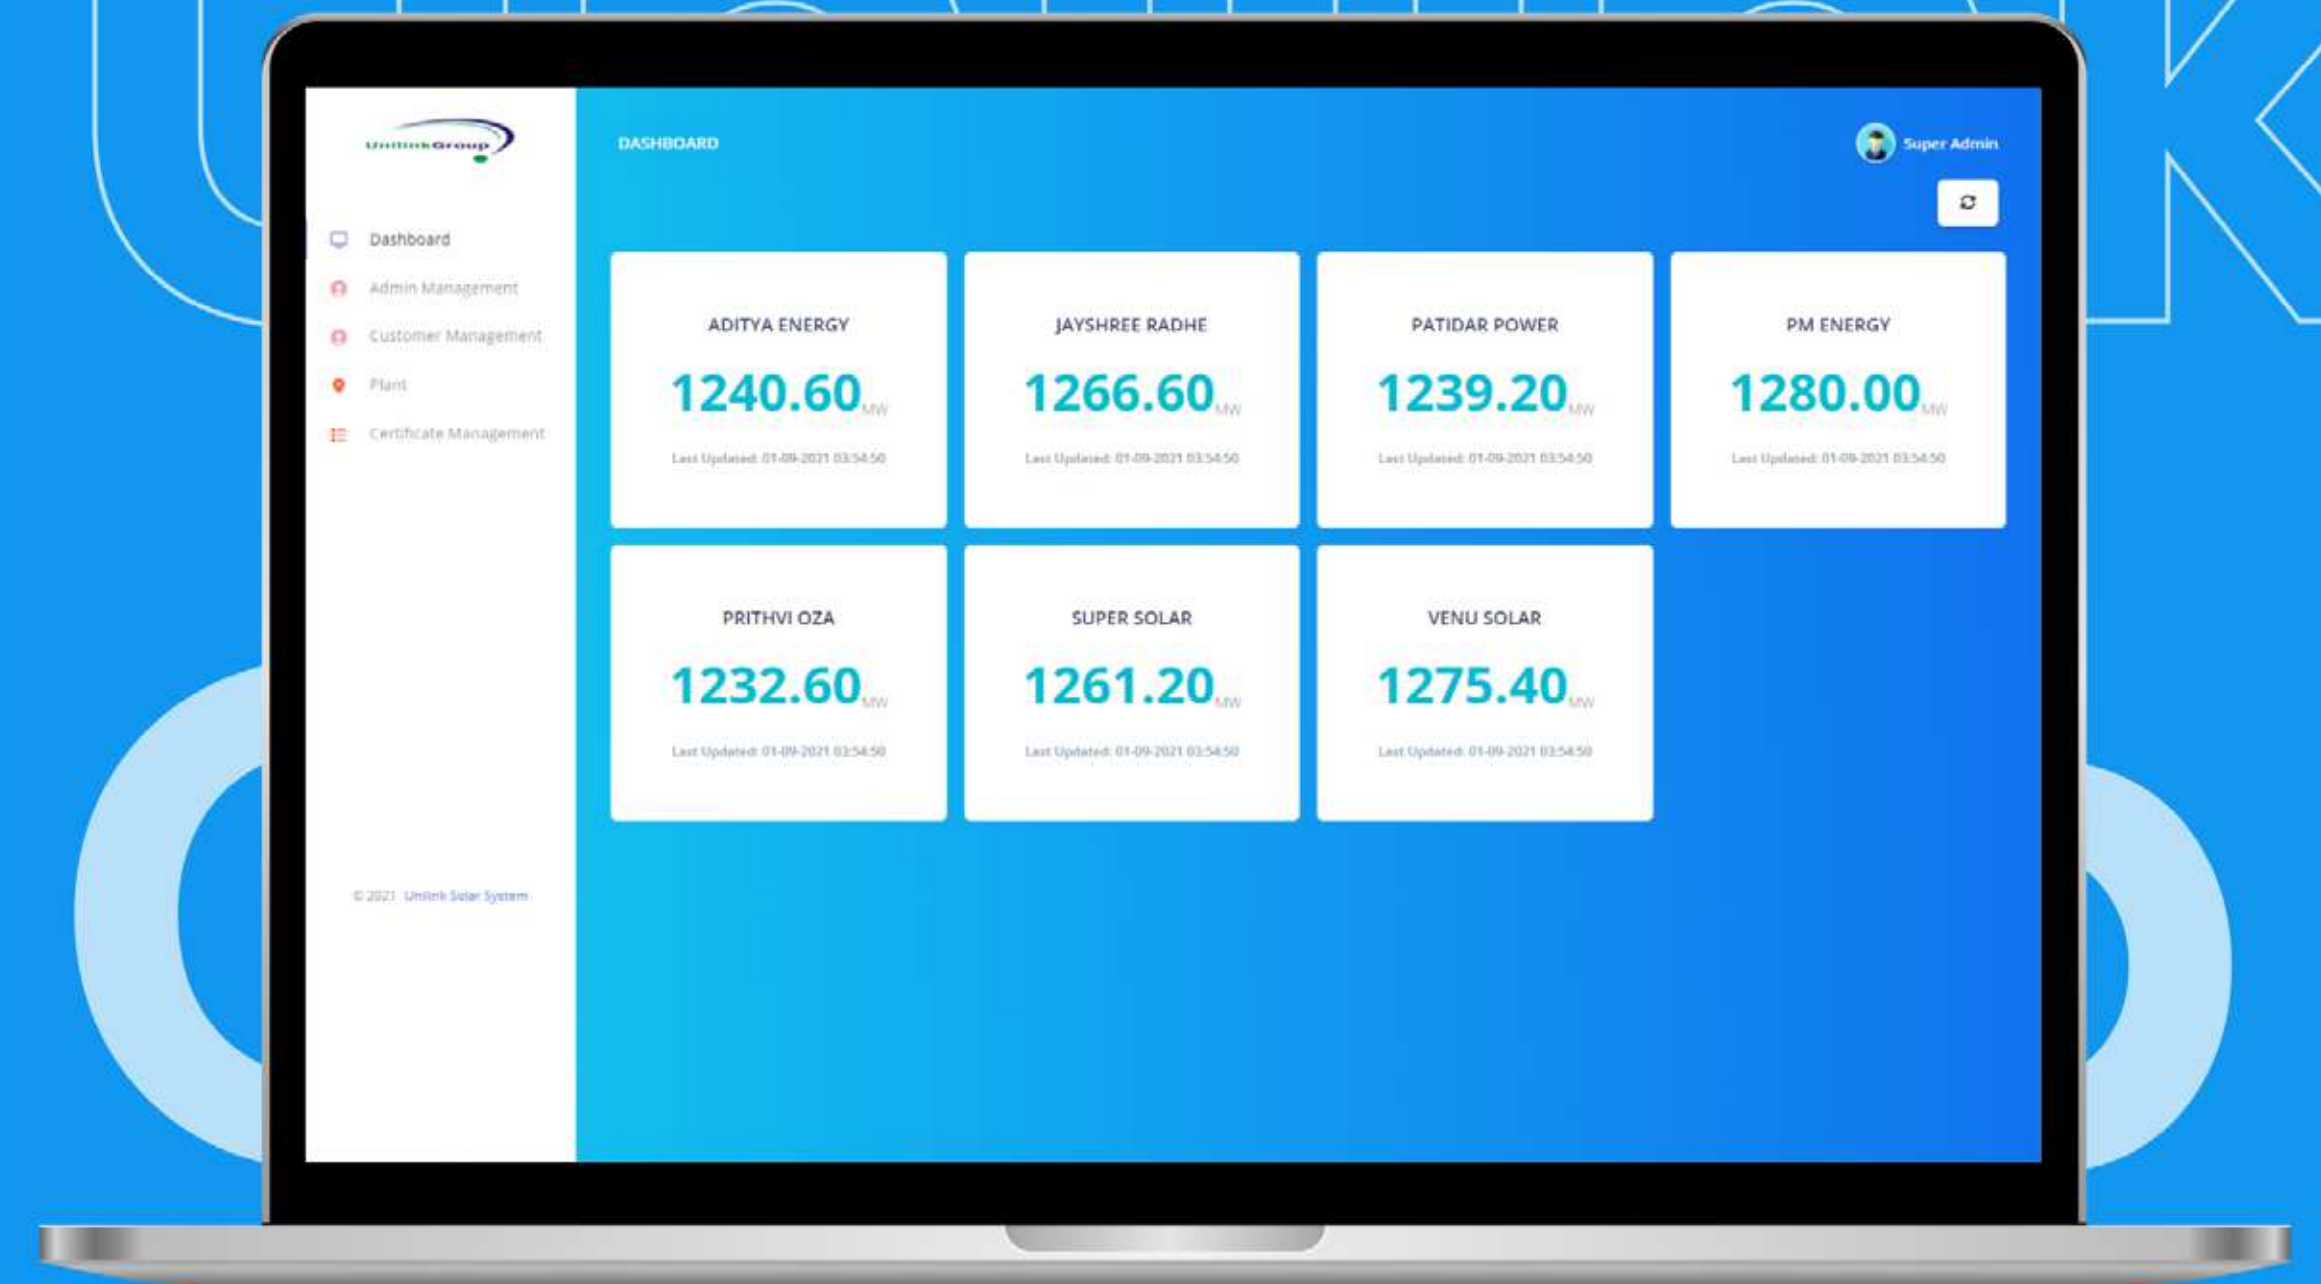 UnilinkGroup
DASHBOARD
Super Admin
Dashboard
Admin Management
Customer Management
Plant
Certificate Management
ADITYA ENERGY
1240.60 MW
Last Updated: 01-09-2021 03:54:50
JAYSHREE RADHE
1266.60 MW
Last Updated: 01-09-2021 03:54:50
PATIDAR POWER
1239.20 MW
Last Updated: 01-09-2021 03:54:50
PM ENERGY
1280.00 MW
Last Updated: 01-09-2021 03:54:50
PRITHVI OZA
1232.60 MW
Last Updated: 01-09-2021 03:54:50
SUPER SOLAR
1261.20 MW
Last Updated: 01-09-2021 03:54:50
VENU SOLAR
1275.40 MW
Last Updated: 01-09-2021 03:54:50
© 2021 Unilink Solar System